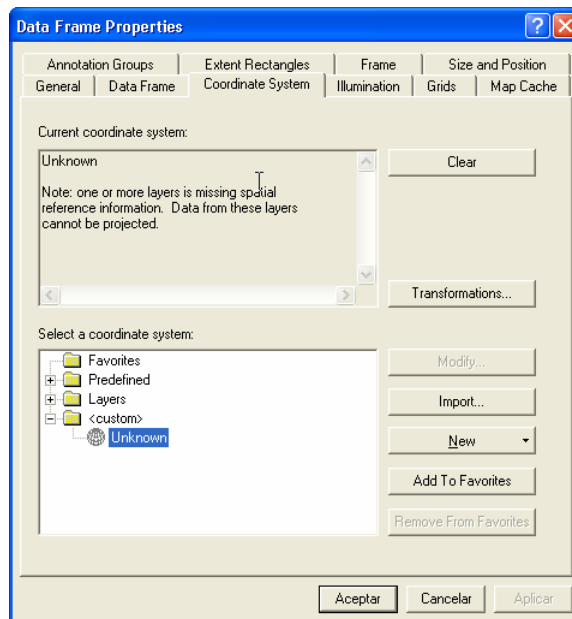 Data Frame Properties
Annotation Groups Extent Rectangles Frame Size and Position
General Data Frame Coordinate System Illumination Grids Map Cache
Current coordinate system:
Unknown
Note: one or more layers is missing spatial
reference information. Data from these layers
cannot be projected.
Clear
Transformations...
Select a coordinate system:
Favorites
Predefined
Layers
<custom>
Unknown
Modify...
Import...
New
Add To Favorites
Remove From Favorites
Aceptar Cancelar Aplicar